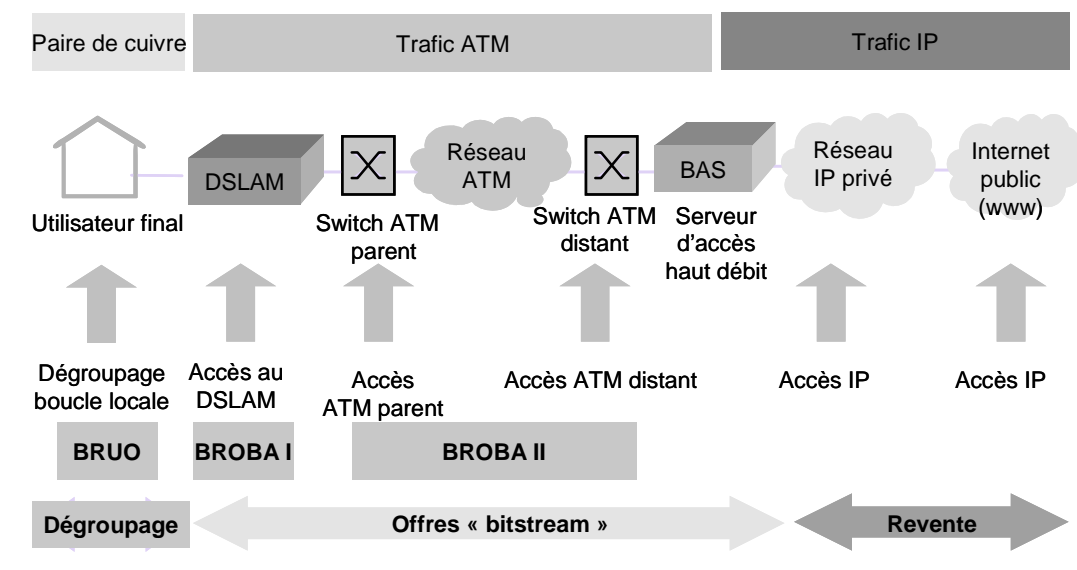 Paire de cuivre
Trafic ATM
Trafic IP
DSLAM
Réseau
ATM
BAS
Réseau
IP privé
Internet
public
(www)
Utilisateur final
Switch ATM
parent
Switch ATM
distant
Serveur
d'accès
haut débit
Dégroupage
boucle locale
Accès au
DSLAM
Accès
ATM parent
Accès ATM distant
Accès IP
Accès IP
BRUO
BROBA I
BROBA II
Dégroupage
Offres « bitstream »
Revente